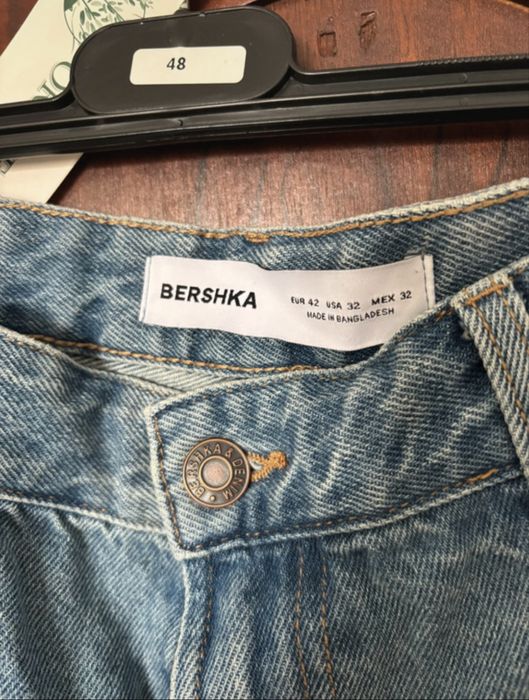 48
BERSHKA
EUR 42 USA 32 MEX 32
MADE IN BANGLADESH
BERSHKA & DENIM